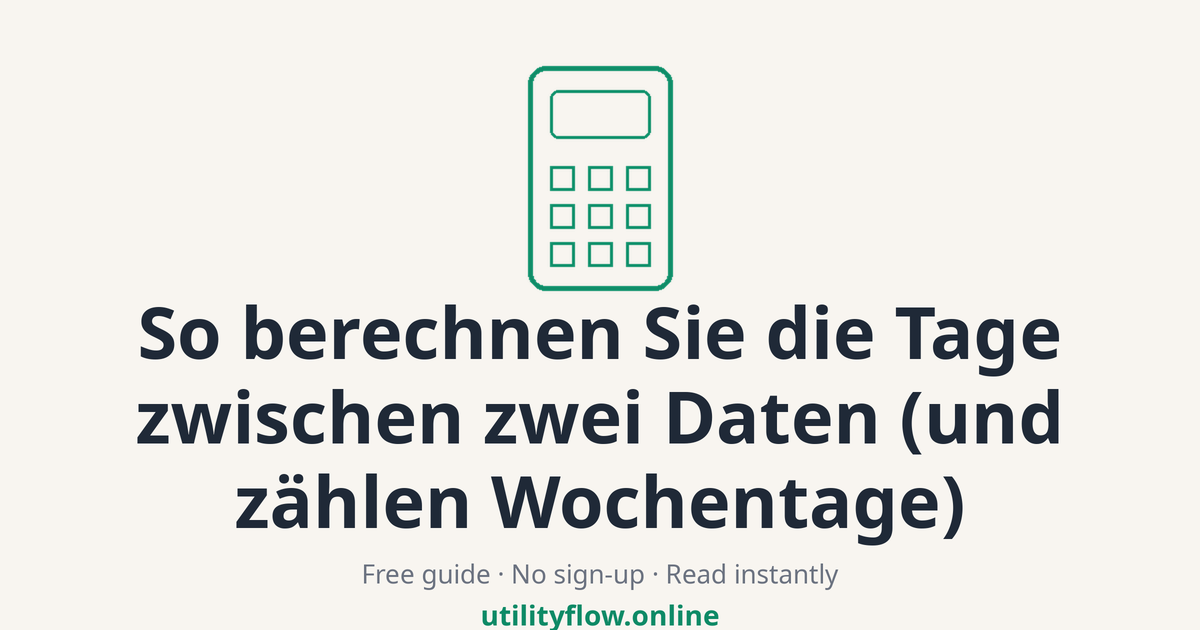 So berechnen Sie die Tage
zwischen zwei Daten (und
zählen Wochentage)
Free guide · No sign-up · Read instantly
utilityflow.online